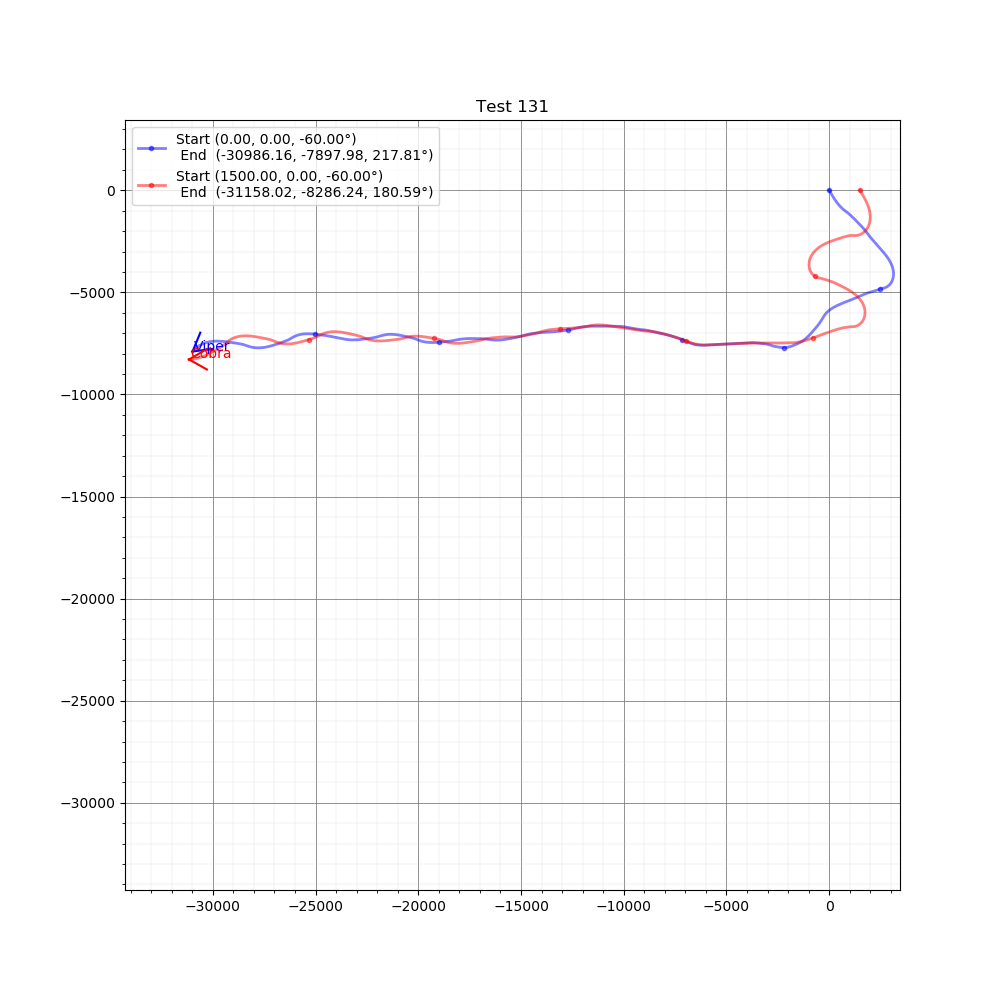 Test 131
Start (0.00, 0.00, -60.00°)
End (-30986.16, -7897.98, 217.81°)
Start (1500.00, 0.00, -60.00°)
End (-31158.02, -8286.24, 180.59°)
0
−5000
−10000
−15000
−20000
−25000
−30000
Viper
Cobra
−30000 −25000 −20000 −15000 −10000 −5000 0